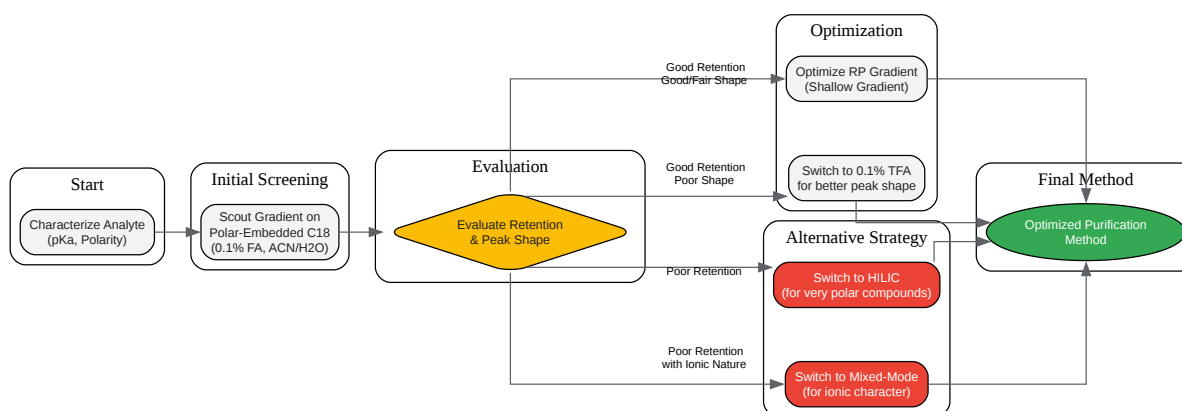 Start
Characterize Analyte
(pKa, Polarity)
Initial Screening
Scout Gradient on
Polar-Embedded C18
(0.1% FA, ACN/H2O)
Evaluation
Evaluate Retention
& Peak Shape
Good Retention
Good/Fair Shape
Good Retention
Poor Shape
Poor Retention
Poor Retention
with Ionic Nature
Optimization
Optimize RP Gradient
(Shallow Gradient)
Switch to 0.1% TFA
for better peak shape
Alternative Strategy
Switch to HILIC
(for very polar compounds)
Switch to Mixed-Mode
(for ionic character)
Final Method
Optimized Purification
Method